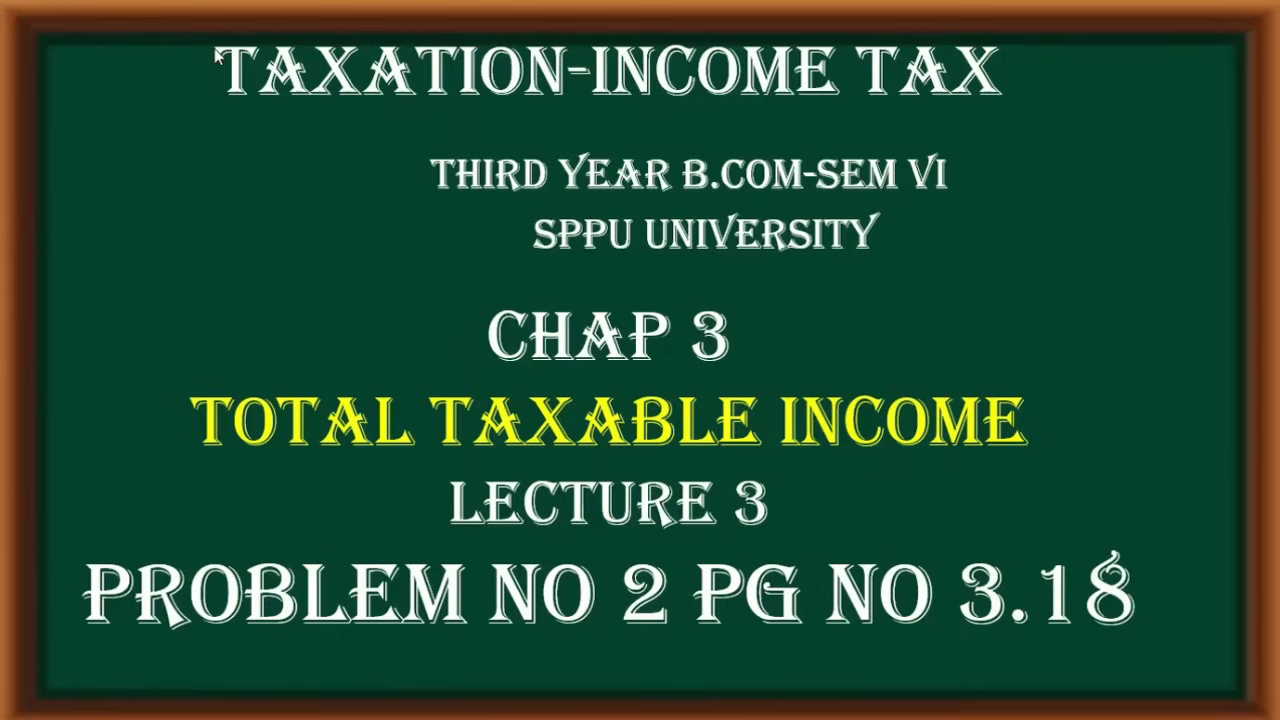 TAXATION-INCOME TAX
THIRD YEAR B.COM-SEM VI
SPPU UNIVERSITY
CHAP 3
TOTAL TAXABLE INCOME
LECTURE 3
PROBLEM NO 2 PG NO 3.18